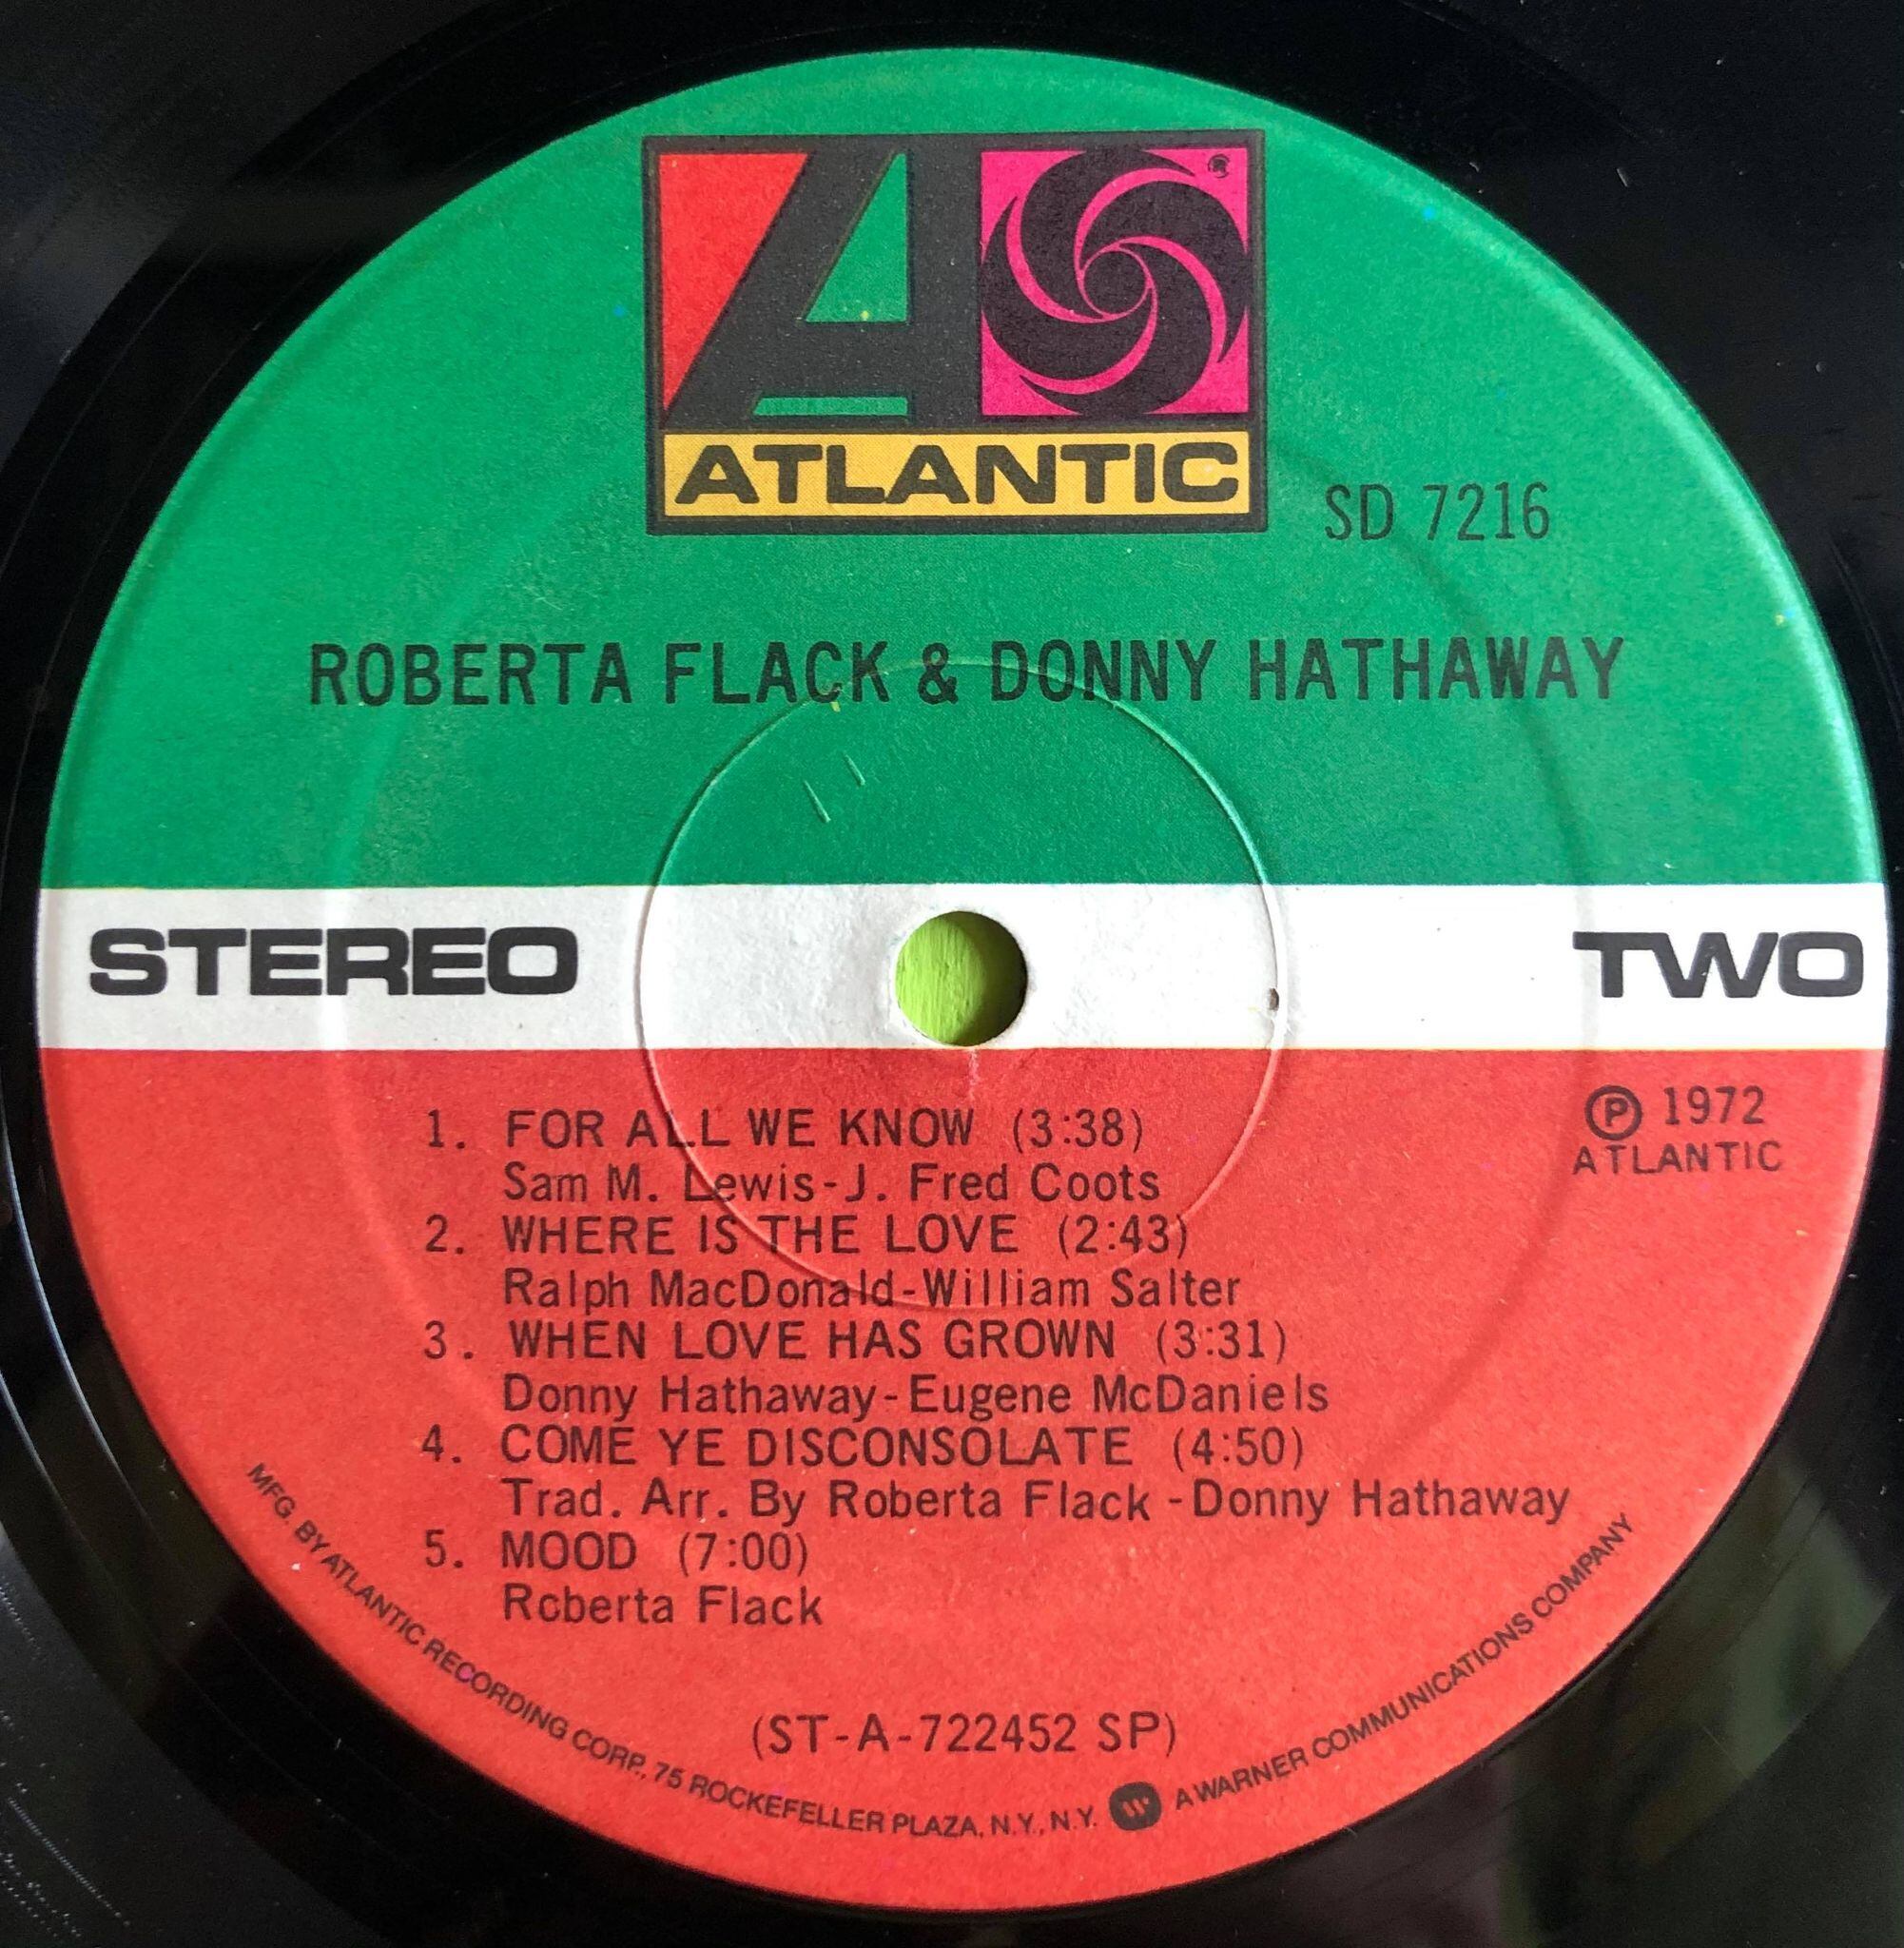 ATLANTIC
®
SD 7216
ROBERTA FLACK & DONNY HATHAWAY
STEREO
TWO
℗ 1972
ATLANTIC
1. FOR ALL WE KNOW (3:38)
Sam M. Lewis-J. Fred Coots
2. WHERE IS THE LOVE (2:43)
Ralph MacDonald-William Salter
3. WHEN LOVE HAS GROWN (3:31)
Donny Hathaway-Eugene McDaniels
4. COME YE DISCONSOLATE (4:50)
Trad. Arr. By Roberta Flack -Donny Hathaway
5. MOOD (7:00)
Roberta Flack
(ST-A-722452 SP)
MFG. BY ATLANTIC RECORDING CORP., 75 ROCKEFELLER PLAZA, N.Y., N.Y. A WARNER COMMUNICATIONS COMPANY